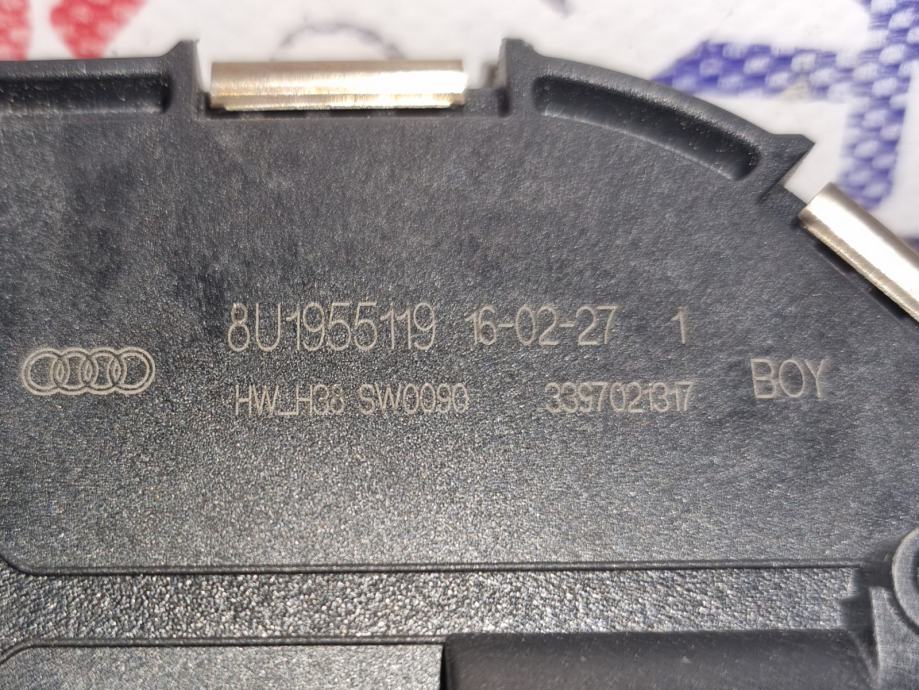 8U1955119 16-02-27 1
HW_H38 SW0090 3397021317 BOY